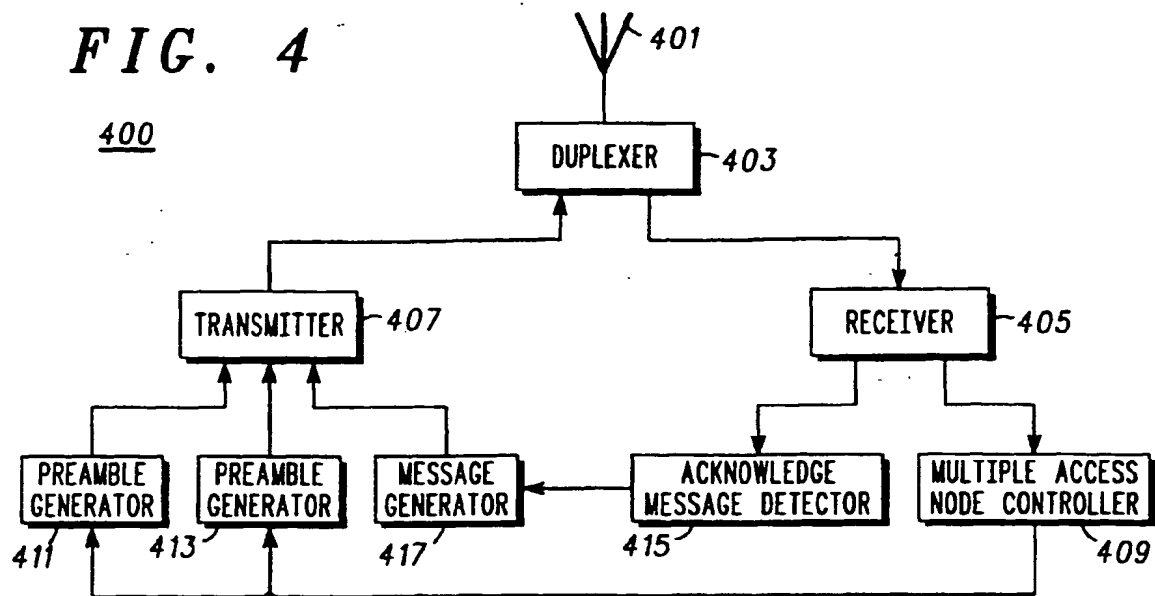 FIG. 4
400
401
DUPLEXER
403
TRANSMITTER
407
RECEIVER
405
PREAMBLE
GENERATOR
411
PREAMBLE
GENERATOR
413
MESSAGE
GENERATOR
417
ACKNOWLEDGE
MESSAGE DETECTOR
415
MULTIPLE ACCESS
NODE CONTROLLER
409